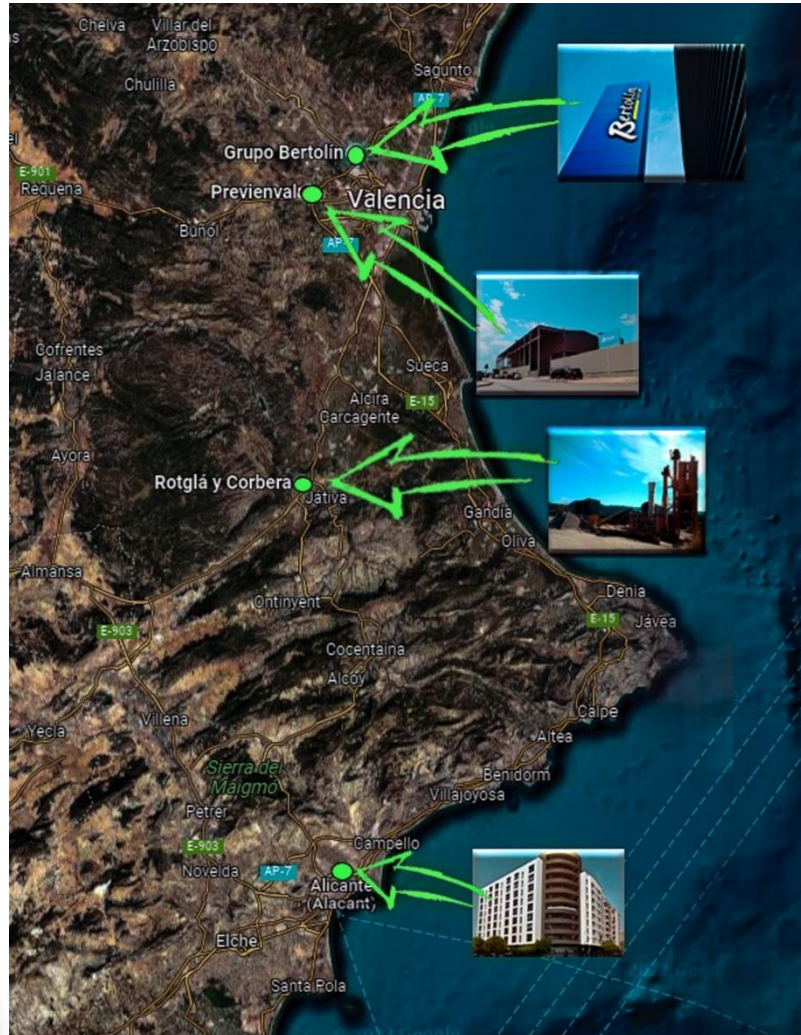 Chelva
Villar del
Arzobispo
Chulilla
Sagunto
AP-7
Bertolín
Grupo Bertolín
E-901
Requena
Previenval
Valencia
Buñol
AP-7
Cofrentes
Jalance
Sueca
Alcira
Carcagente
E-15
Ayora
Rotglá y Corbera
Játiva
Gandía
Oliva
Almansa
Ontinyent
Denia
E-15
Jávea
E-903
Cocentaina
Alcoy
Calpe
Villena
Yecla
Altea
Sierra del
Maigmó
Benidorm
Villajoyosa
Petrer
E-903
Campello
Novelda
AP-7
Alicante
(Alacant)
Elche
Santa Pola